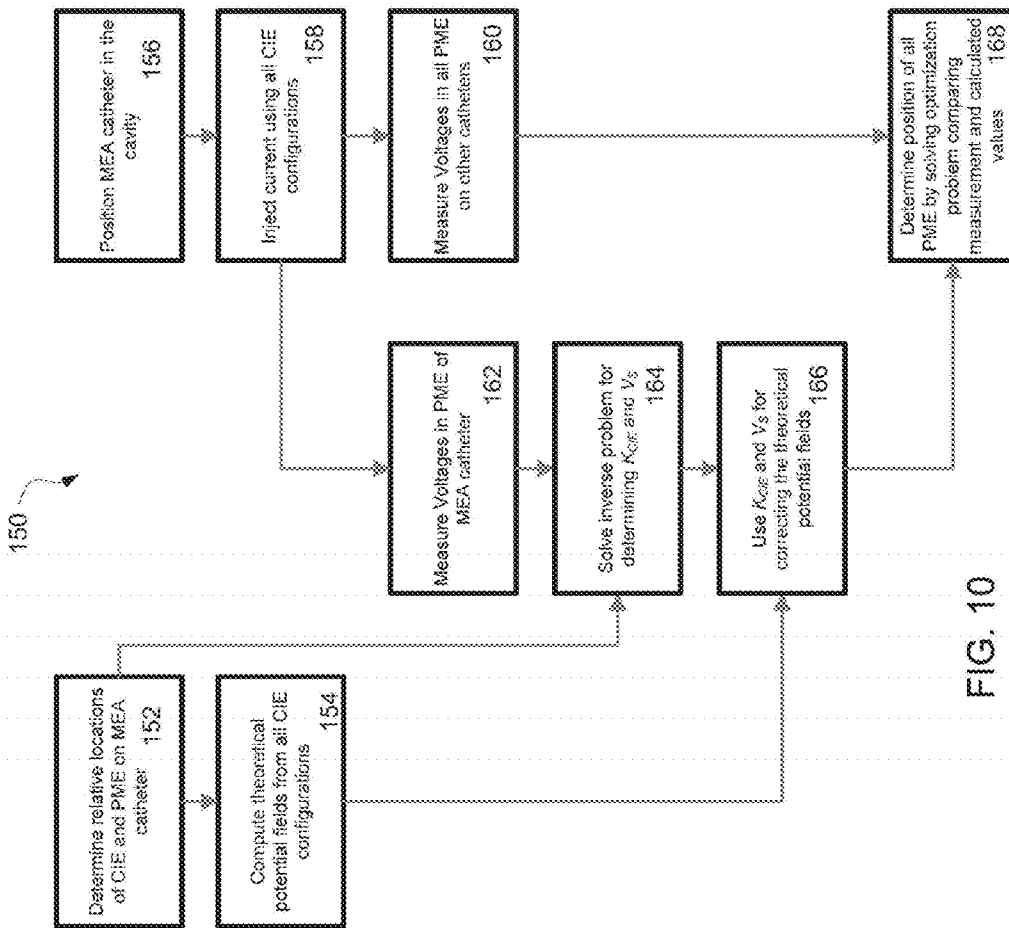 150
Determine relative locations
of CIE and PME on MEA
catheter
152
Compute theoretical
potential fields from all CIE
configurations
154
Position MEA catheter in the
cavity
156
Inject current using all CIE
configurations
158
Measure Voltages in all PME
on other catheters
160
Measure Voltages in PME of
MEA catheter
162
Solve inverse problem for
determining K_CIE and V_S
164
Use K_CIE and V_S for
correcting the theoretical
potential fields
166
Determine position of all
PME by solving optimization
problem comparing
measurement and calculated
values
168
FIG. 10